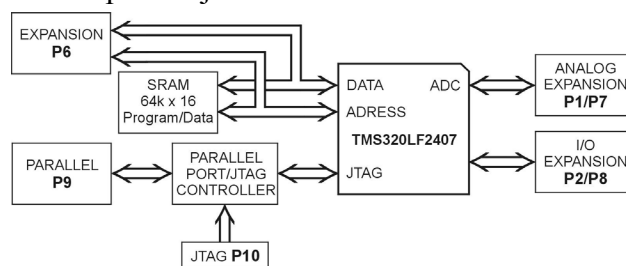 EXPANSION
P6
SRAM
64k x 16
Program/Data
DATA
ADC
ADRESS
TMS320LF2407
JTAG
ANALOG
EXPANSION
P1/P7
I/O
EXPANSION
P2/P8
PARALLEL
P9
PARALLEL
PORT/JTAG
CONTROLLER
JTAG P10